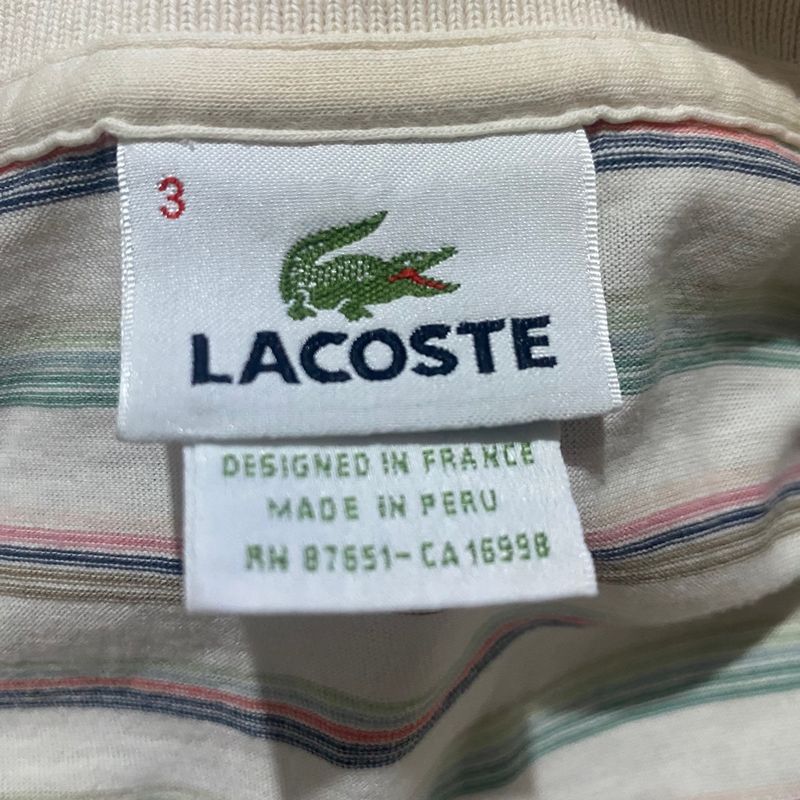 3
LACOSTE
DESIGNED IN FRANCE
MADE IN PERU
RN 87651-CA 16998